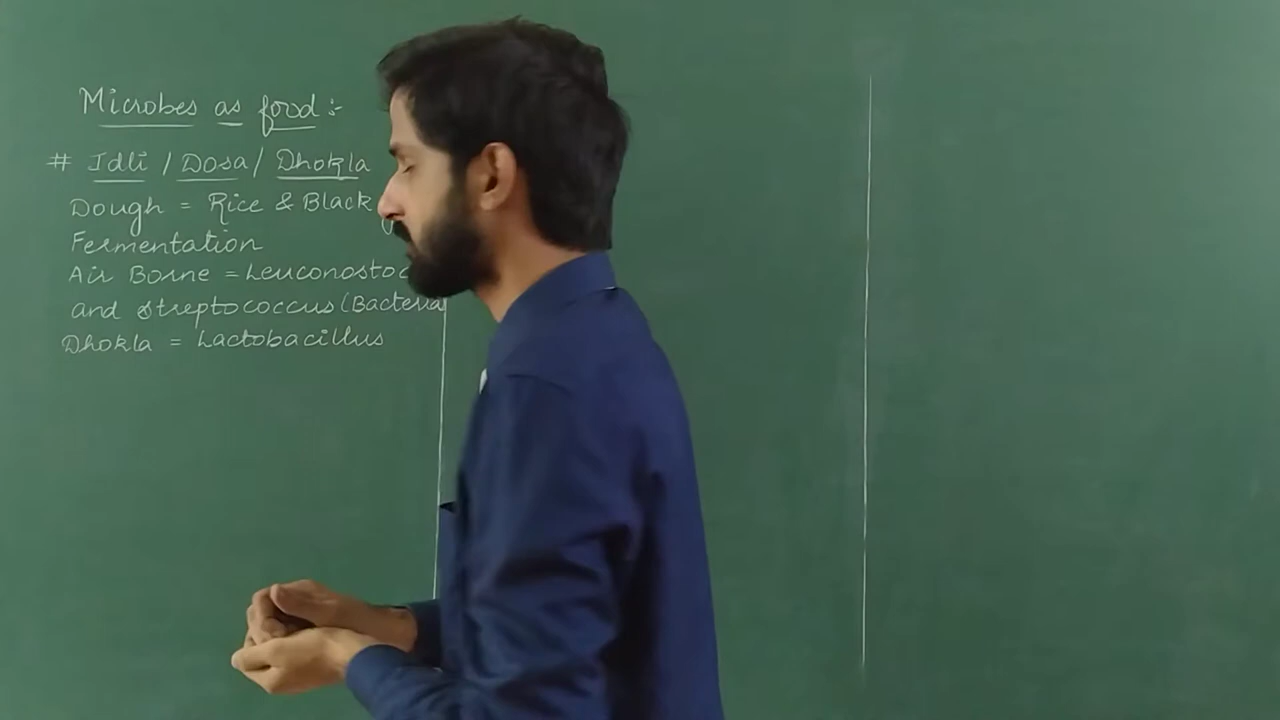 Microbes as food :-
# Idli / Dosa / Dhokla
Dough = Rice & Black
Fermentation
Air Borne = Leuconostoc
and Streptococcus (Bacteria
Dhokla = Lactobacillus